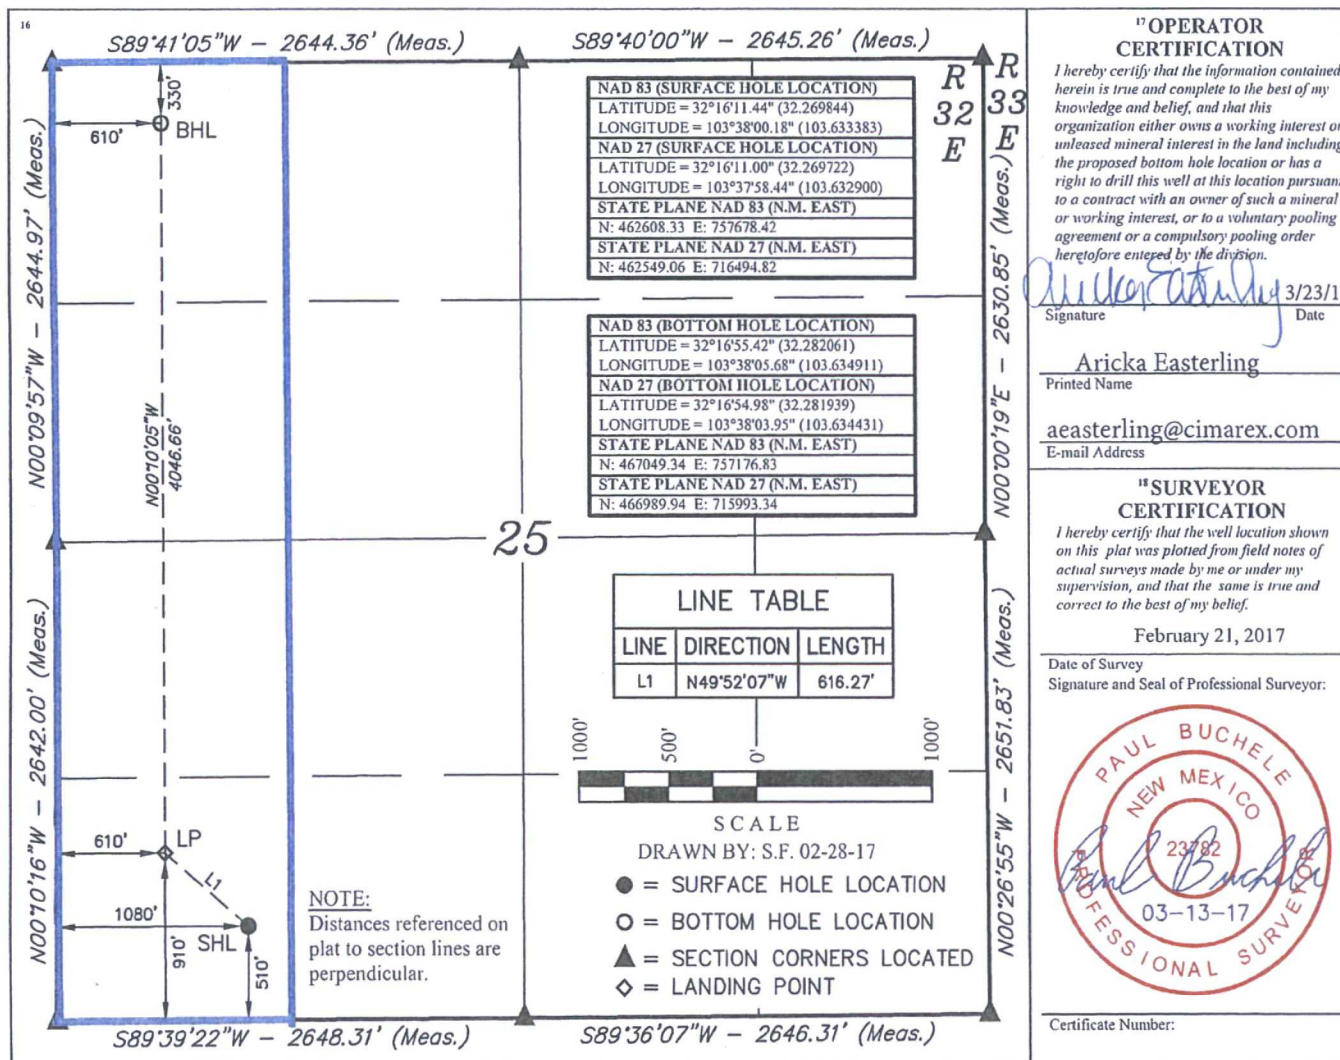 16
S89°41'05"W – 2644.36' (Meas.)
S89°40'00"W – 2645.26' (Meas.)
330'
610'
BHL
N00°09'57"W – 2644.97' (Meas.)
N00°10'05"W
4046.66'
R
32
E
R
33
E
NAD 83 (SURFACE HOLE LOCATION)
LATITUDE = 32°16'11.44" (32.269844)
LONGITUDE = 103°38'00.18" (103.633383)
NAD 27 (SURFACE HOLE LOCATION)
LATITUDE = 32°16'11.00" (32.269722)
LONGITUDE = 103°37'58.44" (103.632900)
STATE PLANE NAD 83 (N.M. EAST)
N: 462608.33 E: 757678.42
STATE PLANE NAD 27 (N.M. EAST)
N: 462549.06 E: 716494.82
NAD 83 (BOTTOM HOLE LOCATION)
LATITUDE = 32°16'55.42" (32.282061)
LONGITUDE = 103°38'05.68" (103.634911)
NAD 27 (BOTTOM HOLE LOCATION)
LATITUDE = 32°16'54.98" (32.281939)
LONGITUDE = 103°38'03.95" (103.634431)
STATE PLANE NAD 83 (N.M. EAST)
N: 467049.34 E: 757176.83
STATE PLANE NAD 27 (N.M. EAST)
N: 466989.94 E: 715993.34
N00°00'19"E – 2630.85' (Meas.)
25
N00°10'16"W – 2642.00' (Meas.)
610'
LP
L1
1080'
SHL
910'
510'
NOTE:
Distances referenced on
plat to section lines are
perpendicular.
LINE TABLE
LINE DIRECTION LENGTH
L1 N49°52'07"W 616.27'
1000' 500' 0' 1000'
SCALE
DRAWN BY: S.F. 02-28-17
= SURFACE HOLE LOCATION
= BOTTOM HOLE LOCATION
= SECTION CORNERS LOCATED
= LANDING POINT
N00°26'55"W – 2651.83' (Meas.)
S89°39'22"W – 2648.31' (Meas.)
S89°36'07"W – 2646.31' (Meas.)
17 OPERATOR
CERTIFICATION
I hereby certify that the information contained
herein is true and complete to the best of my
knowledge and belief, and that this
organization either owns a working interest or
unleased mineral interest in the land including
the proposed bottom hole location or has a
right to drill this well at this location pursuant
to a contract with an owner of such a mineral
or working interest, or to a voluntary pooling
agreement or a compulsory pooling order
heretofore entered by the division.
Aricka Easterling 3/23/1
Signature Date
Aricka Easterling
Printed Name
aeasterling@cimarex.com
E-mail Address
18 SURVEYOR
CERTIFICATION
I hereby certify that the well location shown
on this plat was plotted from field notes of
actual surveys made by me or under my
supervision, and that the same is true and
correct to the best of my belief.
February 21, 2017
Date of Survey
Signature and Seal of Professional Surveyor:
PAUL BUCHELE
NEW MEXICO
23782
Paul Buchele
03-13-17
PROFESSIONAL SURVEYOR
Certificate Number: